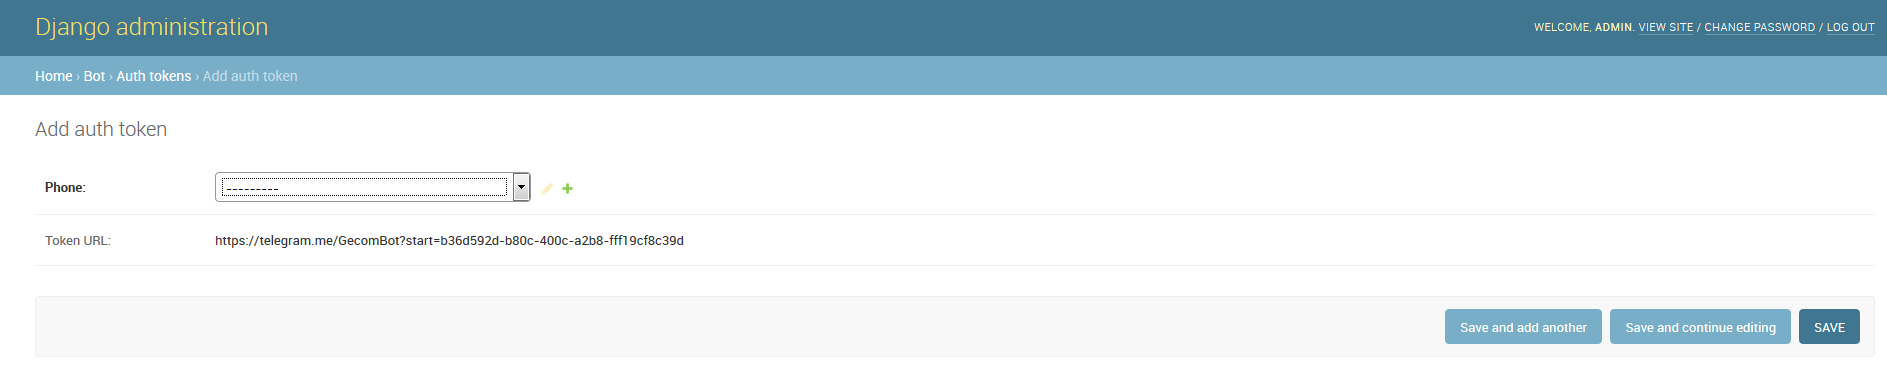 Django administration
WELCOME, ADMIN. VIEW SITE / CHANGE PASSWORD / LOG OUT
Home › Bot › Auth tokens › Add auth token
Add auth token
Phone: ---------
Token URL: https://telegram.me/GecomBot?start=b36d592d-b80c-400c-a2b8-fff19cf8c39d
Save and add another Save and continue editing SAVE